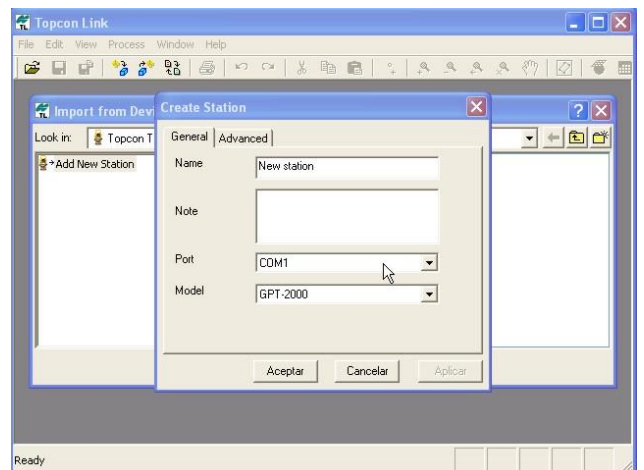 Topcon Link
File Edit View Process Window Help
Import from Dev
Create Station
Look in: Topcon T
General Advanced
Add New Station
Name New station
Note
Port COM1
Model GPT-2000
Aceptar Cancelar Aplicar
Ready